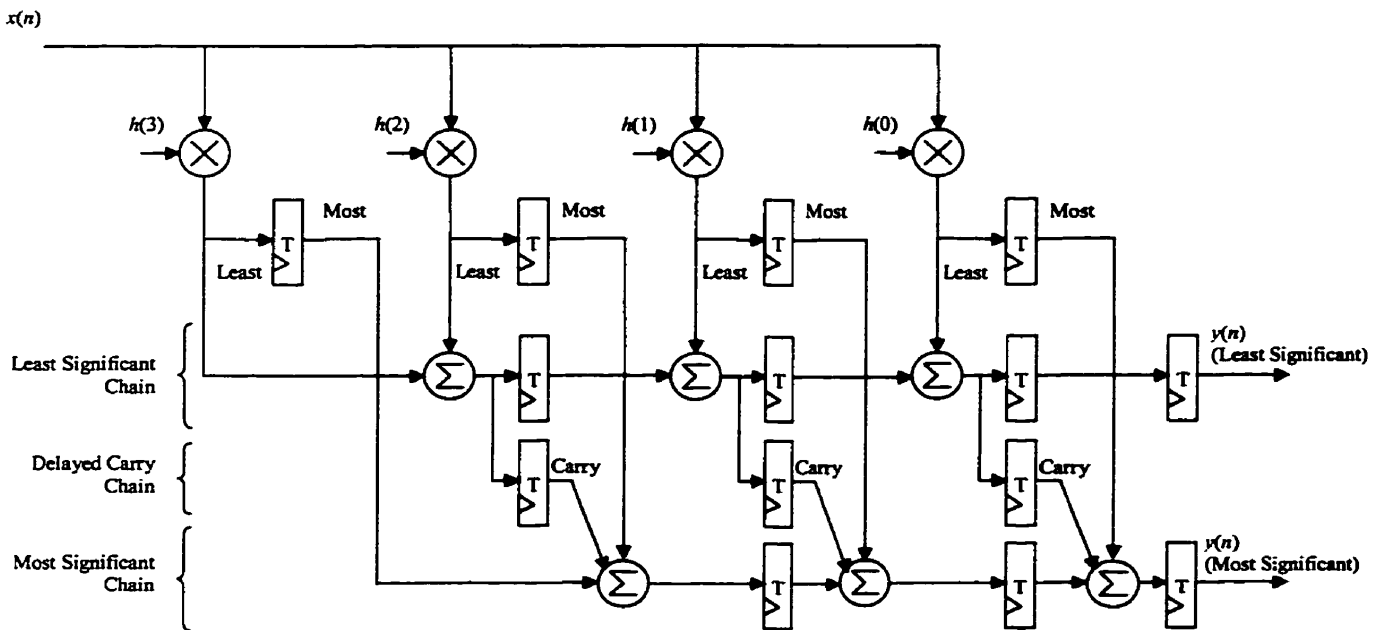 x(n)
h(3)
h(2)
h(1)
h(0)
Most
Most
Most
Most
T
T
T
T
Least
Least
Least
Least
Least Significant
Chain
Σ
T
Σ
T
Σ
T
T
y(n)
(Least Significant)
Delayed Carry
Chain
T
Carry
T
Carry
T
Carry
Most Significant
Chain
Σ
T
Σ
T
Σ
T
y(n)
(Most Significant)